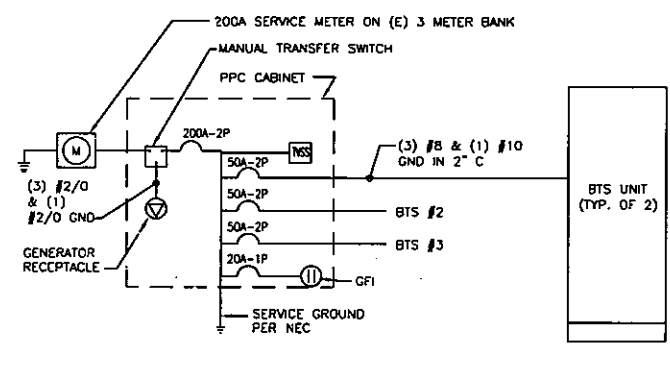 200A SERVICE METER ON (E) 3 METER BANK
MANUAL TRANSFER SWITCH
PPC CABINET
200A-2P
M
TVSS
(3) #8 & (1) #10
GND IN 2" C
50A-2P
(3) #2/0
& (1)
#2/0 GND
50A-2P
BTS #2
BTS UNIT
(TYP. OF 2)
50A-2P
BTS #3
GENERATOR
RECEPTACLE
20A-1P
GFI
SERVICE GROUND
PER NEC